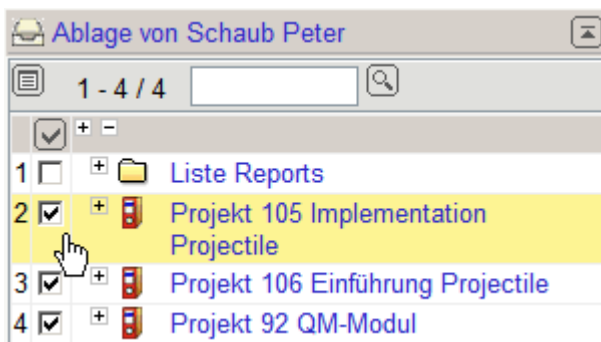 Ablage von Schaub Peter
1 - 4 / 4
1 Liste Reports
2 Projekt 105 Implementation
Projectile
3 Projekt 106 Einführung Projectile
4 Projekt 92 QM-Modul